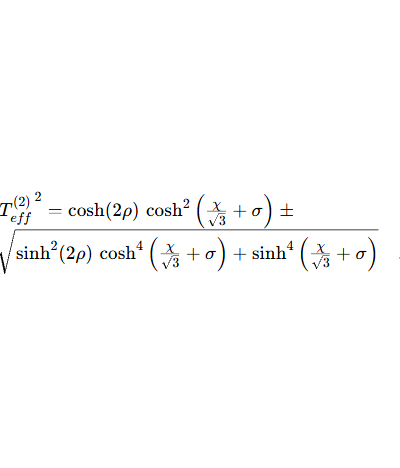 $T_{eff}^{(2)\,2} = \cosh(2\rho)\,\cosh^2\left(\frac{\chi}{\sqrt{3}} + \sigma\right) \pm$
$\sqrt{\sinh^2(2\rho)\,\cosh^4\left(\frac{\chi}{\sqrt{3}} + \sigma\right) + \sinh^4\left(\frac{\chi}{\sqrt{3}} + \sigma\right)}$